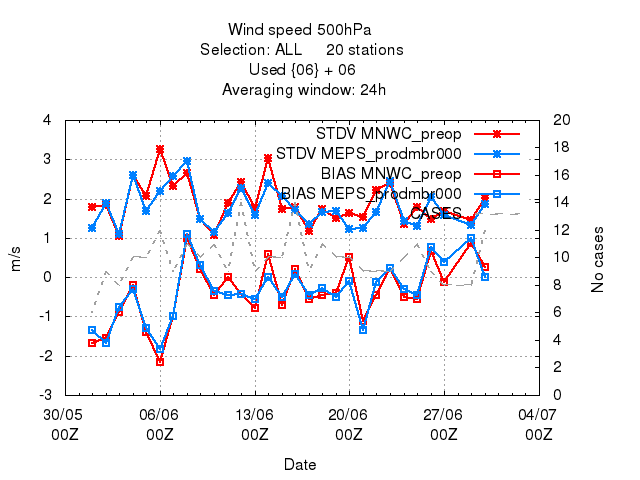 Wind speed 500hPa
Selection: ALL     20 stations
Used {06} + 06
Averaging window: 24h
4
3
2
1
0
-1
-2
-3
m/s
20
18
16
14
12
10
8
6
4
2
0
No cases
STDV MNWC_preop
STDV MEPS_prodmbr000
BIAS MNWC_preop
BIAS MEPS_prodmbr000
CASES
30/05 06/06 13/06 20/06 27/06 04/07
00Z 00Z 00Z 00Z 00Z 00Z
Date